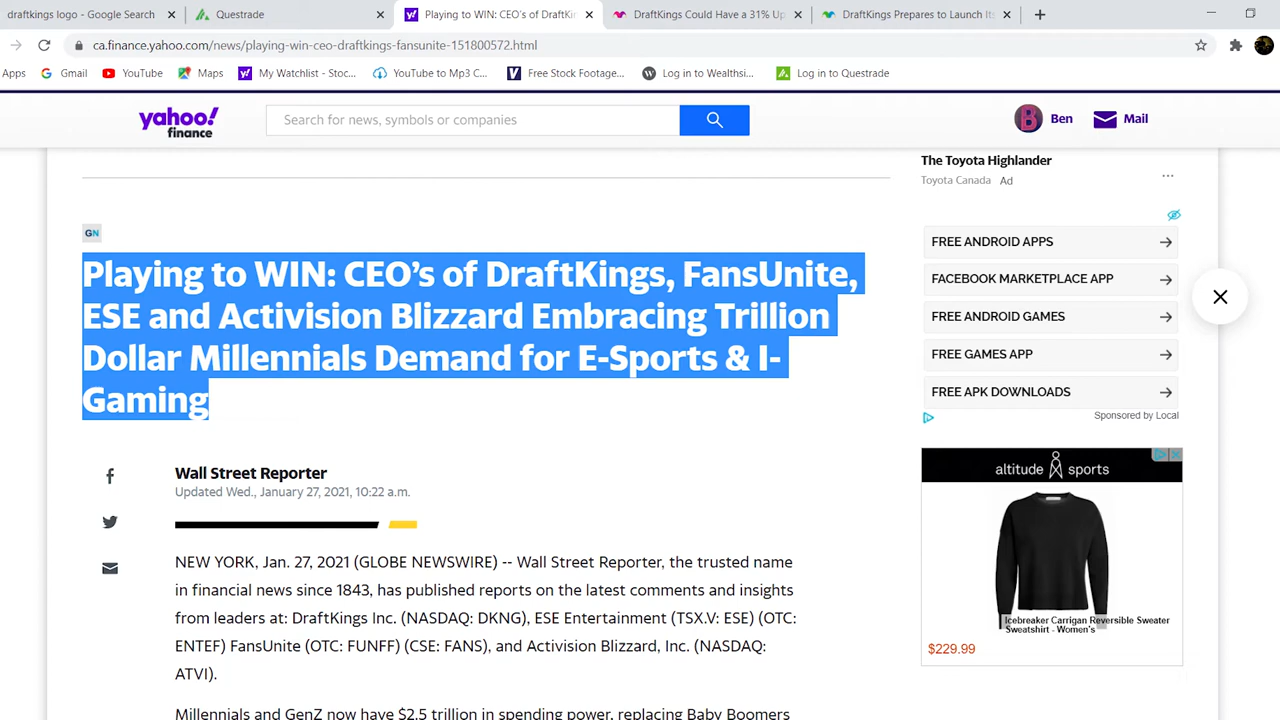 draftkings logo - Google Search
Questrade
Playing to WIN: CEO's of DraftKin
DraftKings Could Have a 31% Up
DraftKings Prepares to Launch Its
ca.finance.yahoo.com/news/playing-win-ceo-draftkings-fansunite-151800572.html
Apps
Gmail
YouTube
Maps
My Watchlist - Stoc...
YouTube to Mp3 C...
Free Stock Footage...
Log in to Wealthsi...
Log in to Questrade
yahoo!
finance
Search for news, symbols or companies
Ben
Mail
The Toyota Highlander
Toyota Canada Ad
GN
Playing to WIN: CEO's of DraftKings, FansUnite,
ESE and Activision Blizzard Embracing Trillion
Dollar Millennials Demand for E-Sports & I-
Gaming
Wall Street Reporter
Updated Wed., January 27, 2021, 10:22 a.m.
NEW YORK, Jan. 27, 2021 (GLOBE NEWSWIRE) -- Wall Street Reporter, the trusted name
in financial news since 1843, has published reports on the latest comments and insights
from leaders at: DraftKings Inc. (NASDAQ: DKNG), ESE Entertainment (TSX.V: ESE) (OTC:
ENTEF) FansUnite (OTC: FUNFF) (CSE: FANS), and Activision Blizzard, Inc. (NASDAQ:
ATVI).
Millennials and GenZ now have $2.5 trillion in spending power, replacing Baby Boomers
FREE ANDROID APPS
FACEBOOK MARKETPLACE APP
FREE ANDROID GAMES
FREE GAMES APP
FREE APK DOWNLOADS
Sponsored by Local
altitude sports
Icebreaker Carrigan Reversible Sweater
Sweatshirt - Women's
$229.99